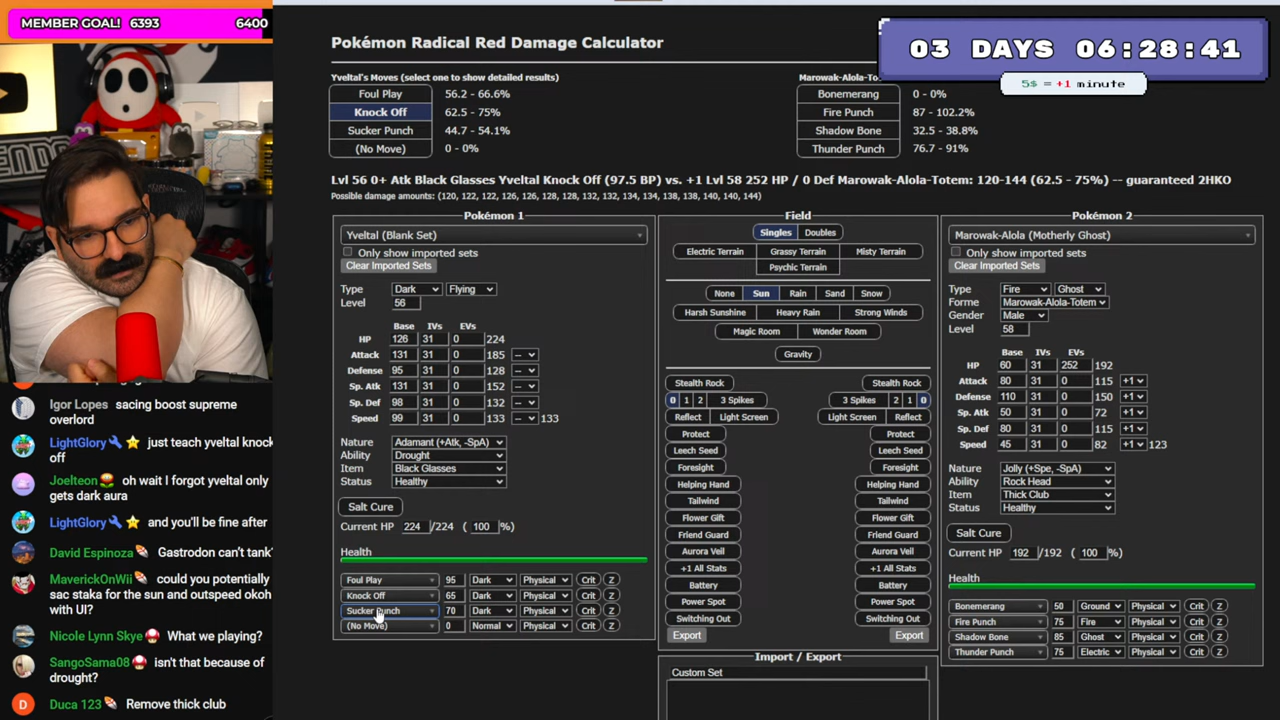 MEMBER GOAL! 6393 6400
03 DAYS 06:28:41
5$ = +1 minute
Igor Lopes sacing boost supreme
overlord
LightGlory just teach yveltal knock
off
Joelteon oh wait I forgot yveltal only
gets dark aura
LightGlory and you'll be fine after
David Espinoza Gastrodon can't tank
MaverickOnWii could you potentially
sac staka for the sun and outspeed okoh
with UI?
Nicole Lynn Skye What we playing?
SangoSama08 isn't that because of
drought?
Duca 123 Remove thick club
Pokémon Radical Red Damage Calculator
Yveltal's Moves (select one to show detailed results)
Foul Play 56.2 - 66.6%
Knock Off 62.5 - 75%
Sucker Punch 44.7 - 54.1%
(No Move) 0 - 0%
Marowak-Alola-To
Bonemerang 0 - 0%
Fire Punch 87 - 102.2%
Shadow Bone 32.5 - 38.8%
Thunder Punch 76.7 - 91%
Lvl 56 0+ Atk Black Glasses Yveltal Knock Off (97.5 BP) vs. +1 Lvl 58 252 HP / 0 Def Marowak-Alola-Totem: 120-144 (62.5 - 75%) -- guaranteed 2HKO
Possible damage amounts: (120, 122, 122, 126, 126, 128, 128, 132, 132, 134, 134, 138, 138, 140, 140, 144)
Pokémon 1
Yveltal (Blank Set)
Only show imported sets
Clear Imported Sets
Type Dark Flying
Level 56
Base IVs EVs
HP 126 31 0 224
Attack 131 31 0 185 --
Defense 95 31 0 128 --
Sp. Atk 131 31 0 152 --
Sp. Def 98 31 0 132 --
Speed 99 31 0 133 -- 133
Nature Adamant (+Atk, -SpA)
Ability Drought
Item Black Glasses
Status Healthy
Salt Cure
Current HP 224 /224 ( 100 %)
Health
Foul Play 95 Dark Physical Crit Z
Knock Off 65 Dark Physical Crit Z
Sucker Punch 70 Dark Physical Crit Z
(No Move) 0 Normal Physical Crit Z
Field
Singles Doubles
Electric Terrain Grassy Terrain Misty Terrain
Psychic Terrain
None Sun Rain Sand Snow
Harsh Sunshine Heavy Rain Strong Winds
Magic Room Wonder Room
Gravity
Stealth Rock Stealth Rock
0 1 2 3 Spikes 3 Spikes 2 1 0
Reflect Light Screen Light Screen Reflect
Protect Protect
Leech Seed Leech Seed
Foresight Foresight
Helping Hand Helping Hand
Tailwind Tailwind
Flower Gift Flower Gift
Friend Guard Friend Guard
Aurora Veil Aurora Veil
+1 All Stats +1 All Stats
Battery Battery
Power Spot Power Spot
Switching Out Switching Out
Export Export
Import / Export
Custom Set
Pokémon 2
Marowak-Alola (Motherly Ghost)
Only show imported sets
Clear Imported Sets
Type Fire Ghost
Forme Marowak-Alola-Totem
Gender Male
Level 58
Base IVs EVs
HP 60 31 252 192
Attack 80 31 0 115 +1
Defense 110 31 0 150 +1
Sp. Atk 50 31 0 72 +1
Sp. Def 80 31 0 115 +1
Speed 45 31 0 82 +1 123
Nature Jolly (+Spe, -SpA)
Ability Rock Head
Item Thick Club
Status Healthy
Salt Cure
Current HP 192 /192 ( 100 %)
Health
Bonemerang 50 Ground Physical Crit Z
Fire Punch 75 Fire Physical Crit Z
Shadow Bone 85 Ghost Physical Crit Z
Thunder Punch 75 Electric Physical Crit Z